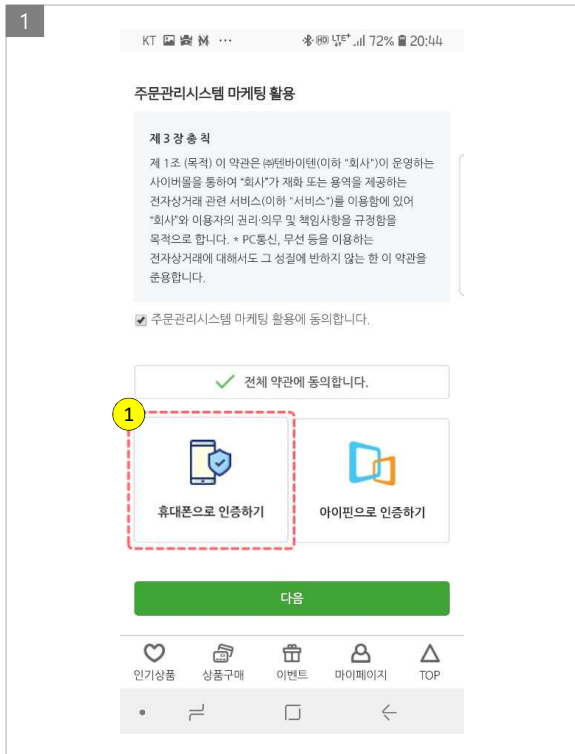 1
KT ··· HD LTE+ 72% 20:44
주문관리시스템 마케팅 활용
제 3 장 총 칙
제 1조 (목적) 이 약관은 ㈜텐바이텐(이하 "회사")이 운영하는
사이버몰을 통하여 "회사"가 재화 또는 용역을 제공하는
전자상거래 관련 서비스(이하 "서비스")를 이용함에 있어
"회사"와 이용자의 권리·의무 및 책임사항을 규정함을
목적으로 합니다. * PC통신, 무선 등을 이용하는
전자상거래에 대해서도 그 성질에 반하지 않는 한 이 약관을
준용합니다.
주문관리시스템 마케팅 활용에 동의합니다.
전체 약관에 동의합니다.
1
휴대폰으로 인증하기 아이핀으로 인증하기
다음
인기상품 상품구매 이벤트 마이페이지 TOP